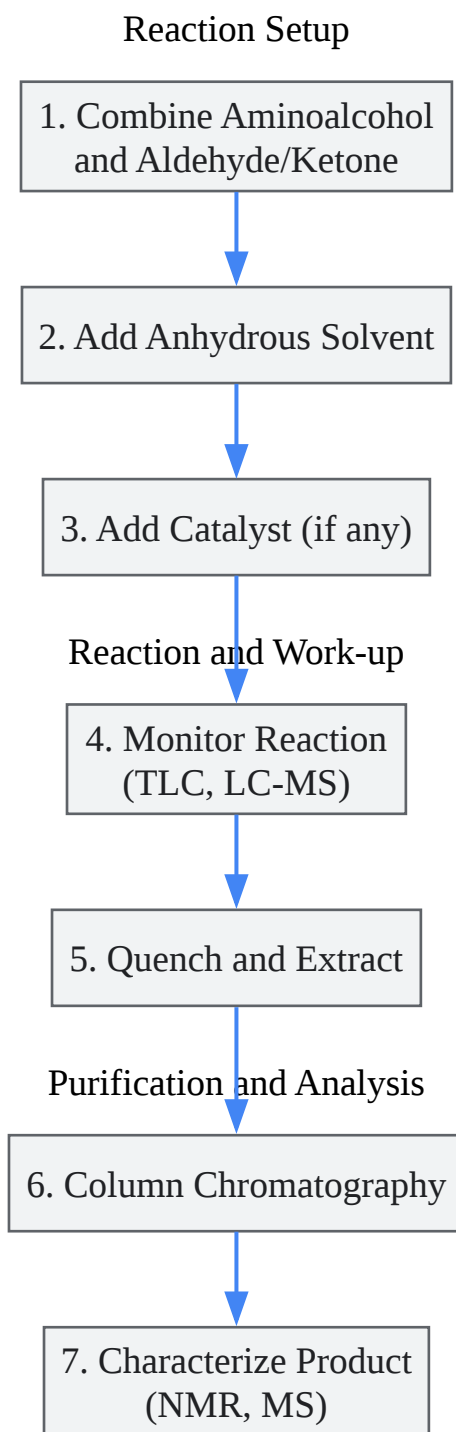 Reaction Setup
1. Combine Aminoalcohol
and Aldehyde/Ketone
2. Add Anhydrous Solvent
3. Add Catalyst (if any)
Reaction and Work-up
4. Monitor Reaction
(TLC, LC-MS)
5. Quench and Extract
Purification and Analysis
6. Column Chromatography
7. Characterize Product
(NMR, MS)